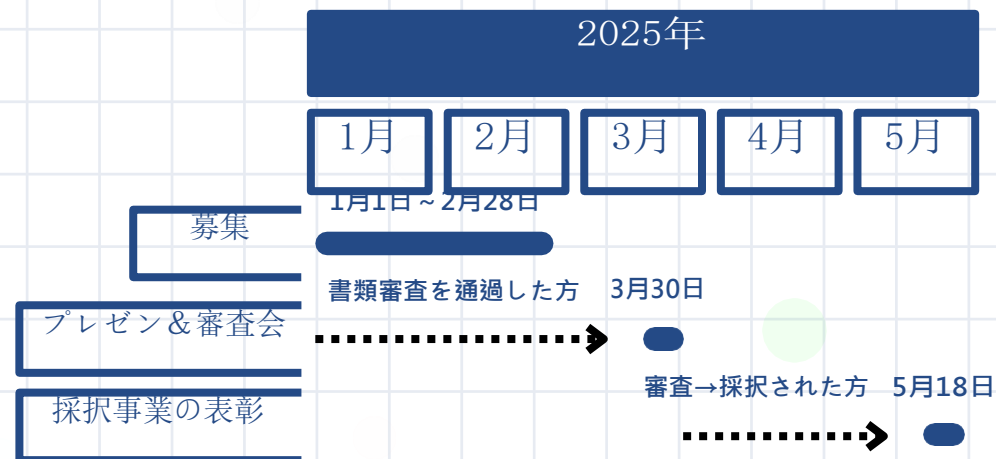 2025年
1月 2月 3月 4月 5月
1月1日～2月28日
募集
書類審査を通過した方 3月30日
プレゼン＆審査会
審査→採択された方 5月18日
採択事業の表彰